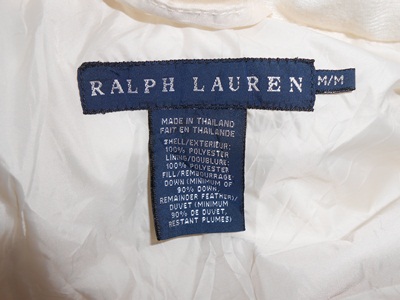 RALPH LAUREN M/M
MADE IN THAILAND
FAIT EN THAILANDE
SHELL/EXTERIEUR:
100% POLYESTER
LINING/DOUBLURE:
100% POLYESTER
FILL/REMBOURRAGE:
DOWN (MINIMUM OF
90% DOWN,
REMAINDER FEATHER)/
DUVET (MINIMUM
90% DE DUVET,
RESTANT PLUMES)